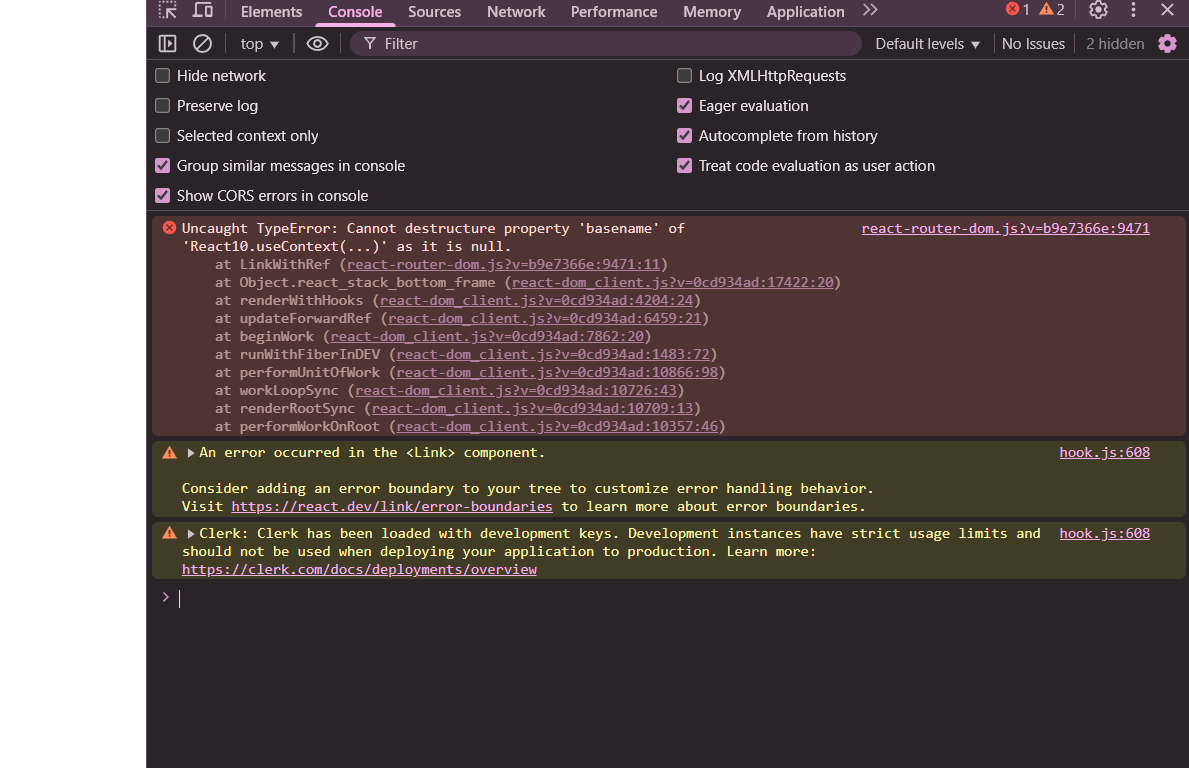 Elements Console Sources Network Performance Memory Application 1 2
top Filter Default levels No Issues 2 hidden
Hide network Log XMLHttpRequests
Preserve log Eager evaluation
Selected context only Autocomplete from history
Group similar messages in console Treat code evaluation as user action
Show CORS errors in console
Uncaught TypeError: Cannot destructure property 'basename' of react-router-dom.js?v=b9e7366e:9471
'React10.useContext(...)' as it is null.
at LinkWithRef (react-router-dom.js?v=b9e7366e:9471:11)
at Object.react_stack_bottom_frame (react-dom_client.js?v=0cd934ad:17422:20)
at renderWithHooks (react-dom_client.js?v=0cd934ad:4204:24)
at updateForwardRef (react-dom_client.js?v=0cd934ad:6459:21)
at beginWork (react-dom_client.js?v=0cd934ad:7862:20)
at runWithFiberInDEV (react-dom_client.js?v=0cd934ad:1483:72)
at performUnitOfWork (react-dom_client.js?v=0cd934ad:10866:98)
at workLoopSync (react-dom_client.js?v=0cd934ad:10726:43)
at renderRootSync (react-dom_client.js?v=0cd934ad:10709:13)
at performWorkOnRoot (react-dom_client.js?v=0cd934ad:10357:46)
An error occurred in the <Link> component. hook.js:608
Consider adding an error boundary to your tree to customize error handling behavior.
Visit https://react.dev/link/error-boundaries to learn more about error boundaries.
Clerk: Clerk has been loaded with development keys. Development instances have strict usage limits and hook.js:608
should not be used when deploying your application to production. Learn more:
https://clerk.com/docs/deployments/overview